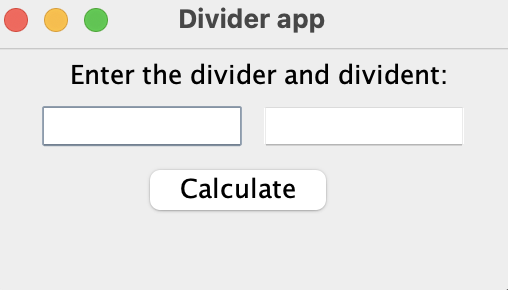 Divider app
Enter the divider and divident:
Calculate